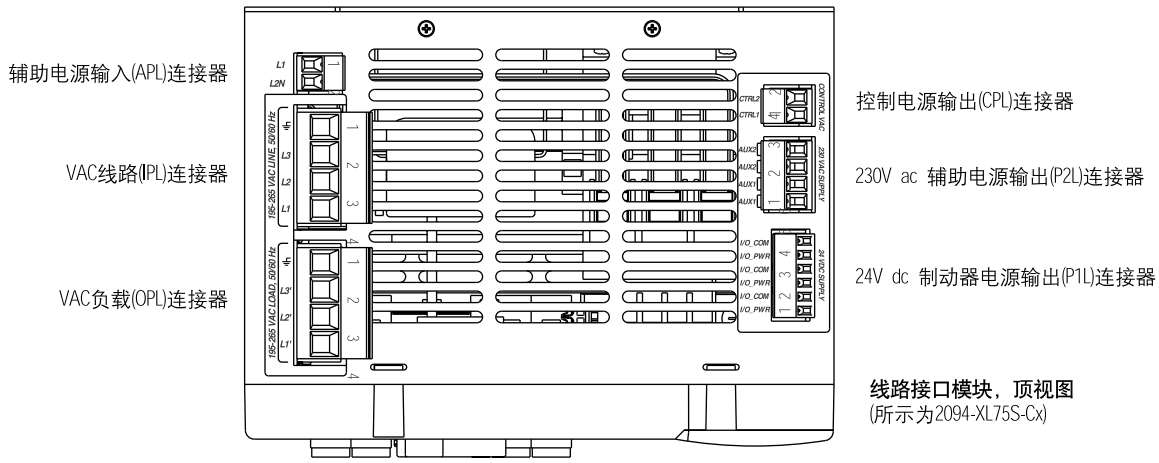 辅助电源输入(APL)连接器
L1
L2N
1
VAC线路(IPL)连接器
195-265 VAC LINE, 50/60 Hz
L3
L2
L1
1
2
3
4
VAC负载(OPL)连接器
195-265 VAC LOAD, 50/60 Hz
L3'
L2'
L1'
1
2
3
4
CTRL2
CTRL1
2
1
CONTROL VAC
控制电源输出(CPL)连接器
AUX2
AUX2
AUX1
AUX1
3
2
1
230 VAC SUPPLY
230V ac 辅助电源输出(P2L)连接器
I/O_COM
I/O_PWR
I/O_COM
I/O_PWR
I/O_COM
I/O_PWR
4
3
2
1
24 VDC SUPPLY
24V dc 制动器电源输出(P1L)连接器
线路接口模块，顶视图
(所示为2094-XL75S-Cx)